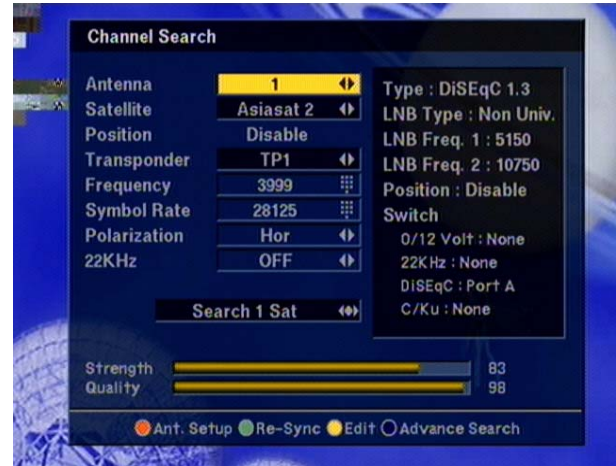 Channel Search
Antenna 1
Satellite Asiasat 2
Position Disable
Transponder TP1
Frequency 3999
Symbol Rate 28125
Polarization Hor
22KHz OFF
Search 1 Sat
Type : DiSEqC 1.3
LNB Type : Non Univ.
LNB Freq. 1 : 5150
LNB Freq. 2 : 10750
Position : Disable
Switch
0/12 Volt : None
22KHz : None
DiSEqC : Port A
C/Ku : None
Strength 83
Quality 98
Ant. Setup Re-Sync Edit Advance Search